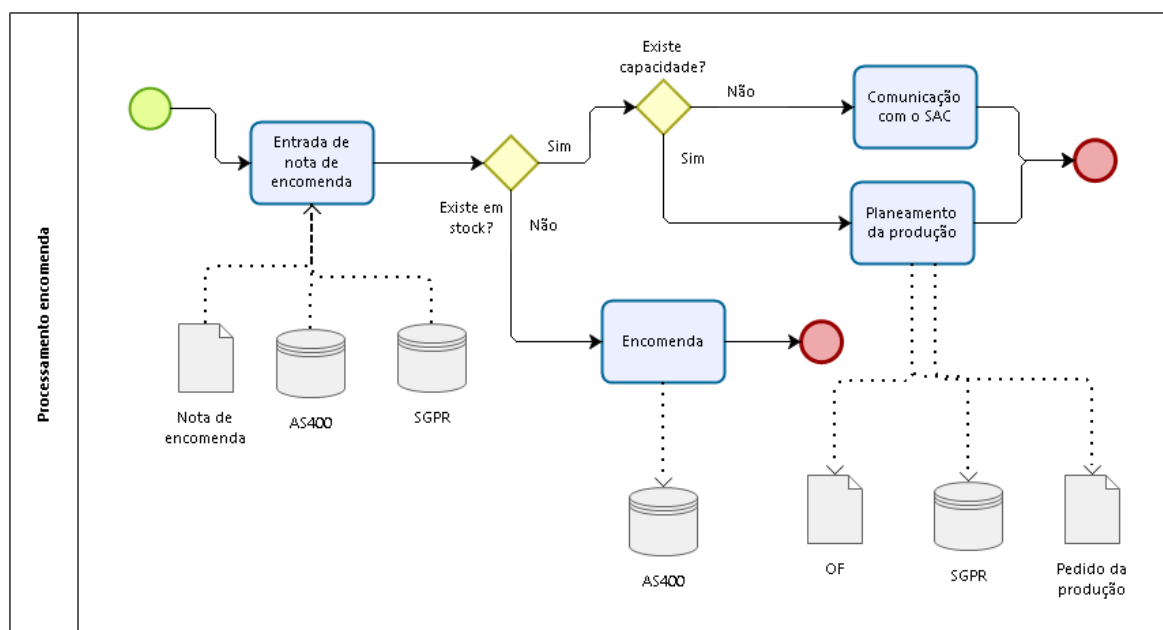 Processamento encomenda
Existe
capacidade?
Não
Comunicação
com o SAC
Entrada de
nota de
encomenda
Sim
Sim
Existe em
stock?
Não
Planeamento
da produção
Encomenda
Nota de
encomenda
AS400
SGPR
AS400
OF
SGPR
Pedido da
produção